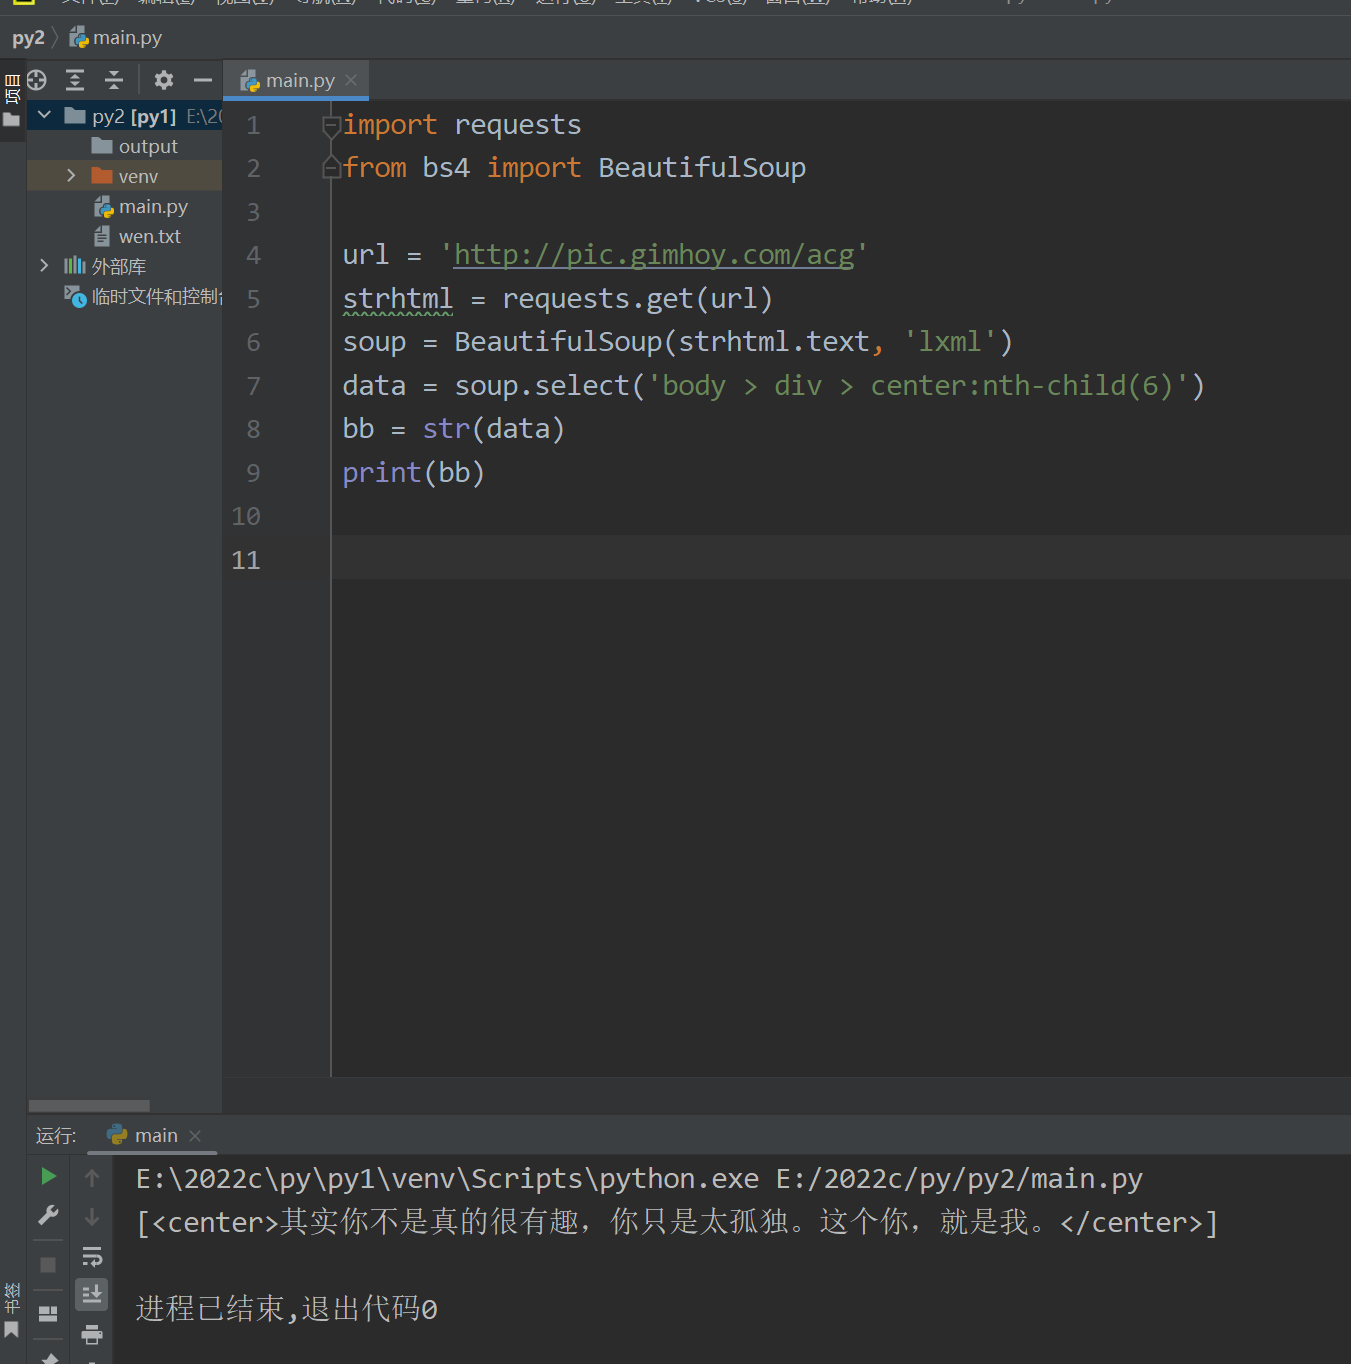 py2 main.py
项目
main.py
py2 [py1] E:\20
output
venv
main.py
wen.txt
外部库
临时文件和控制台
1 import requests
2 from bs4 import BeautifulSoup
3
4 url = 'http://pic.gimhoy.com/acg'
5 strhtml = requests.get(url)
6 soup = BeautifulSoup(strhtml.text, 'lxml')
7 data = soup.select('body > div > center:nth-child(6)')
8 bb = str(data)
9 print(bb)
10
11
运行: main
E:\2022c\py\py1\venv\Scripts\python.exe E:/2022c/py/py2/main.py
[<center>其实你不是真的很有趣，你只是太孤独。这个你，就是我。</center>]
进程已结束,退出代码0
书签